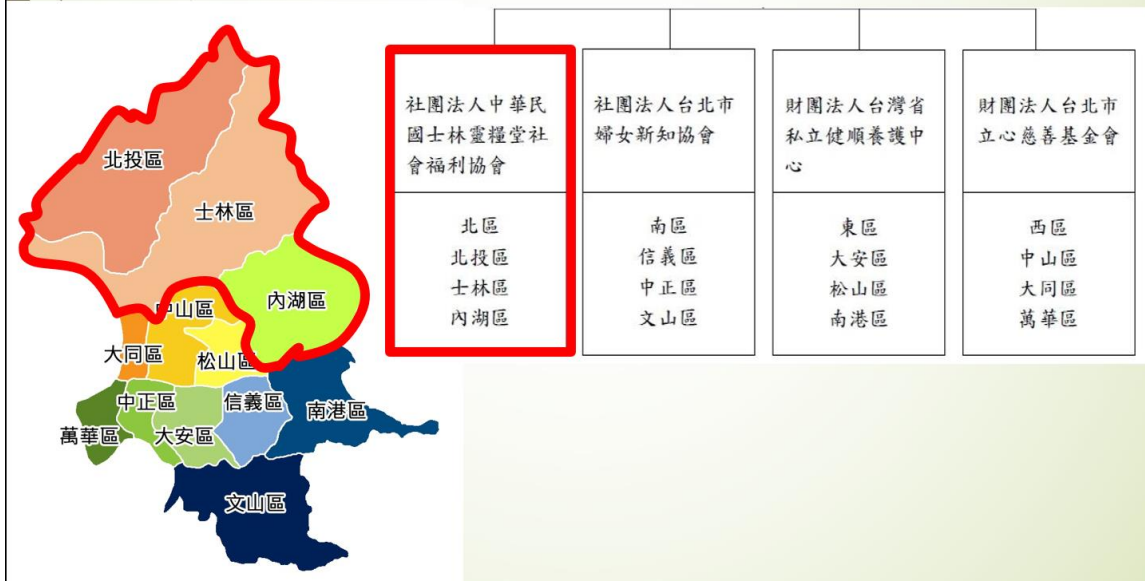 北投區
士林區
內湖區
中山區
大同區
松山區
中正區
信義區
南港區
萬華區
大安區
文山區
社團法人中華民
國士林靈糧堂社
會福利協會
北區
北投區
士林區
內湖區
社團法人台北市
婦女新知協會
南區
信義區
中正區
文山區
財團法人台灣省
私立健順養護中
心
東區
大安區
松山區
南港區
財團法人台北市
立心慈善基金會
西區
中山區
大同區
萬華區